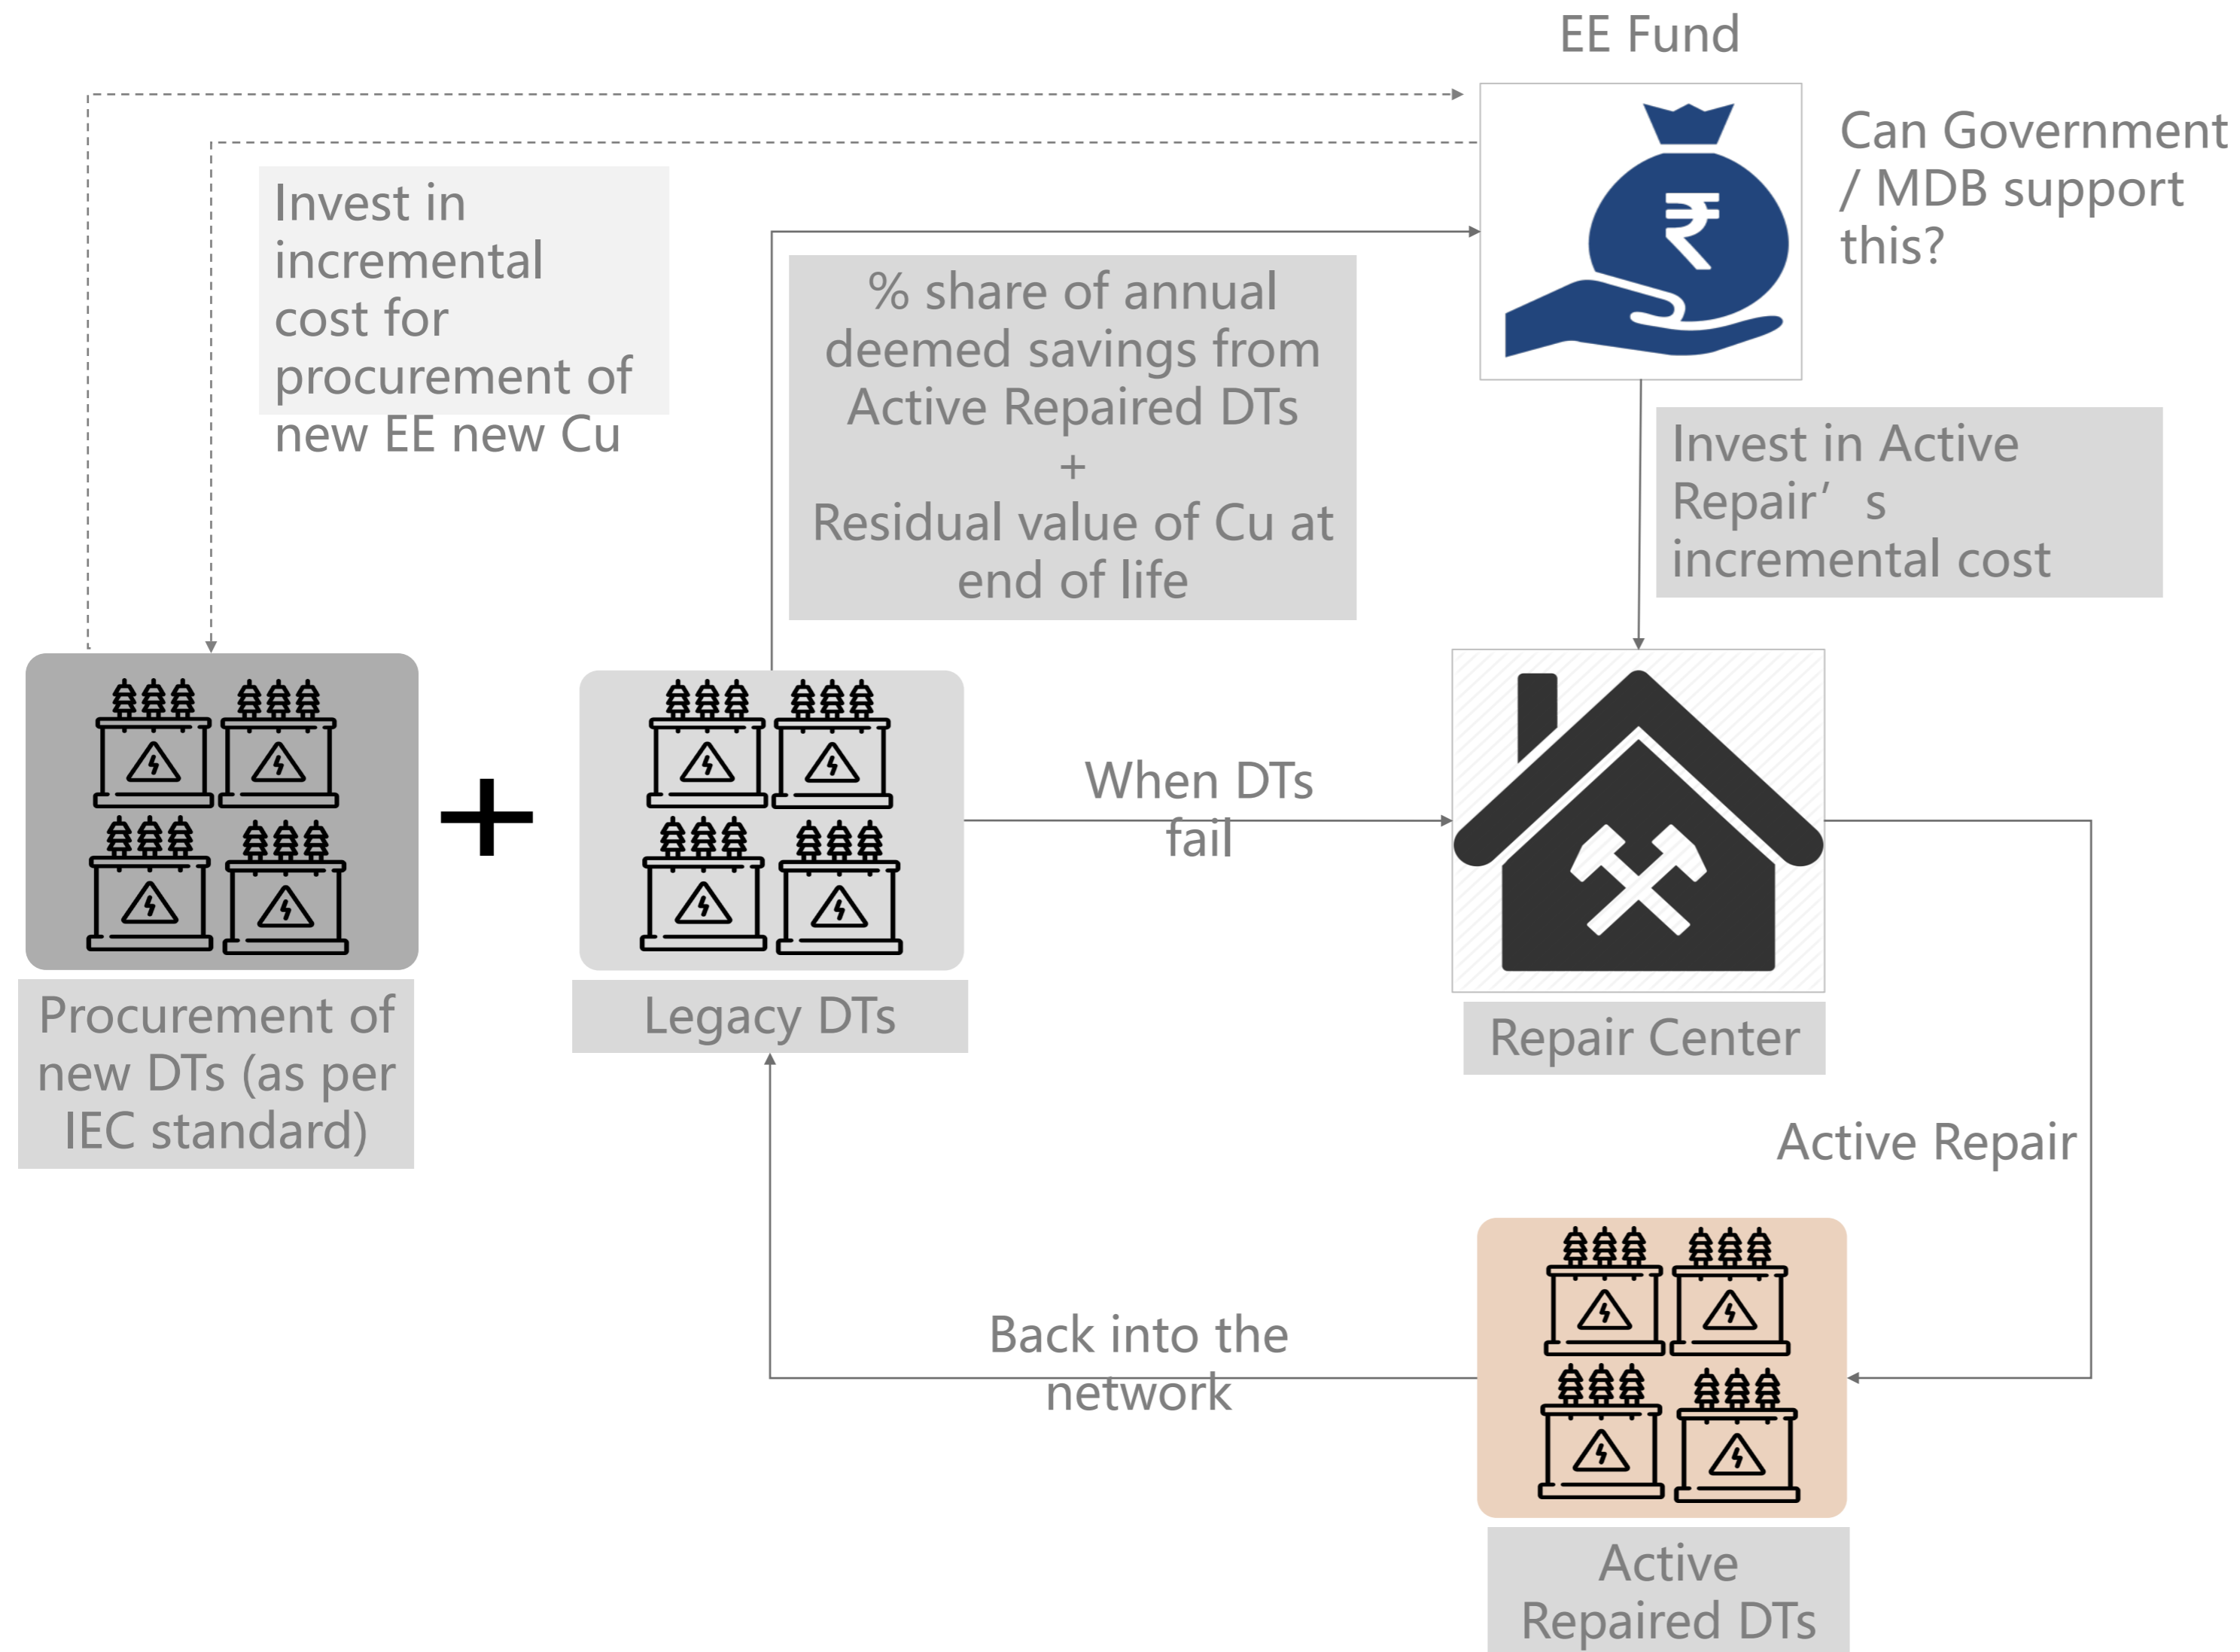 EE Fund
Can Government
/ MDB support
this?
Invest in
incremental
cost for
procurement of
new EE new Cu
% share of annual
deemed savings from
Active Repaired DTs
+
Residual value of Cu at
end of life
Invest in Active
Repair’s
incremental cost
When DTs
fail
Procurement of
new DTs (as per
IEC standard)
Legacy DTs
Repair Center
Active Repair
Back into the
network
Active
Repaired DTs